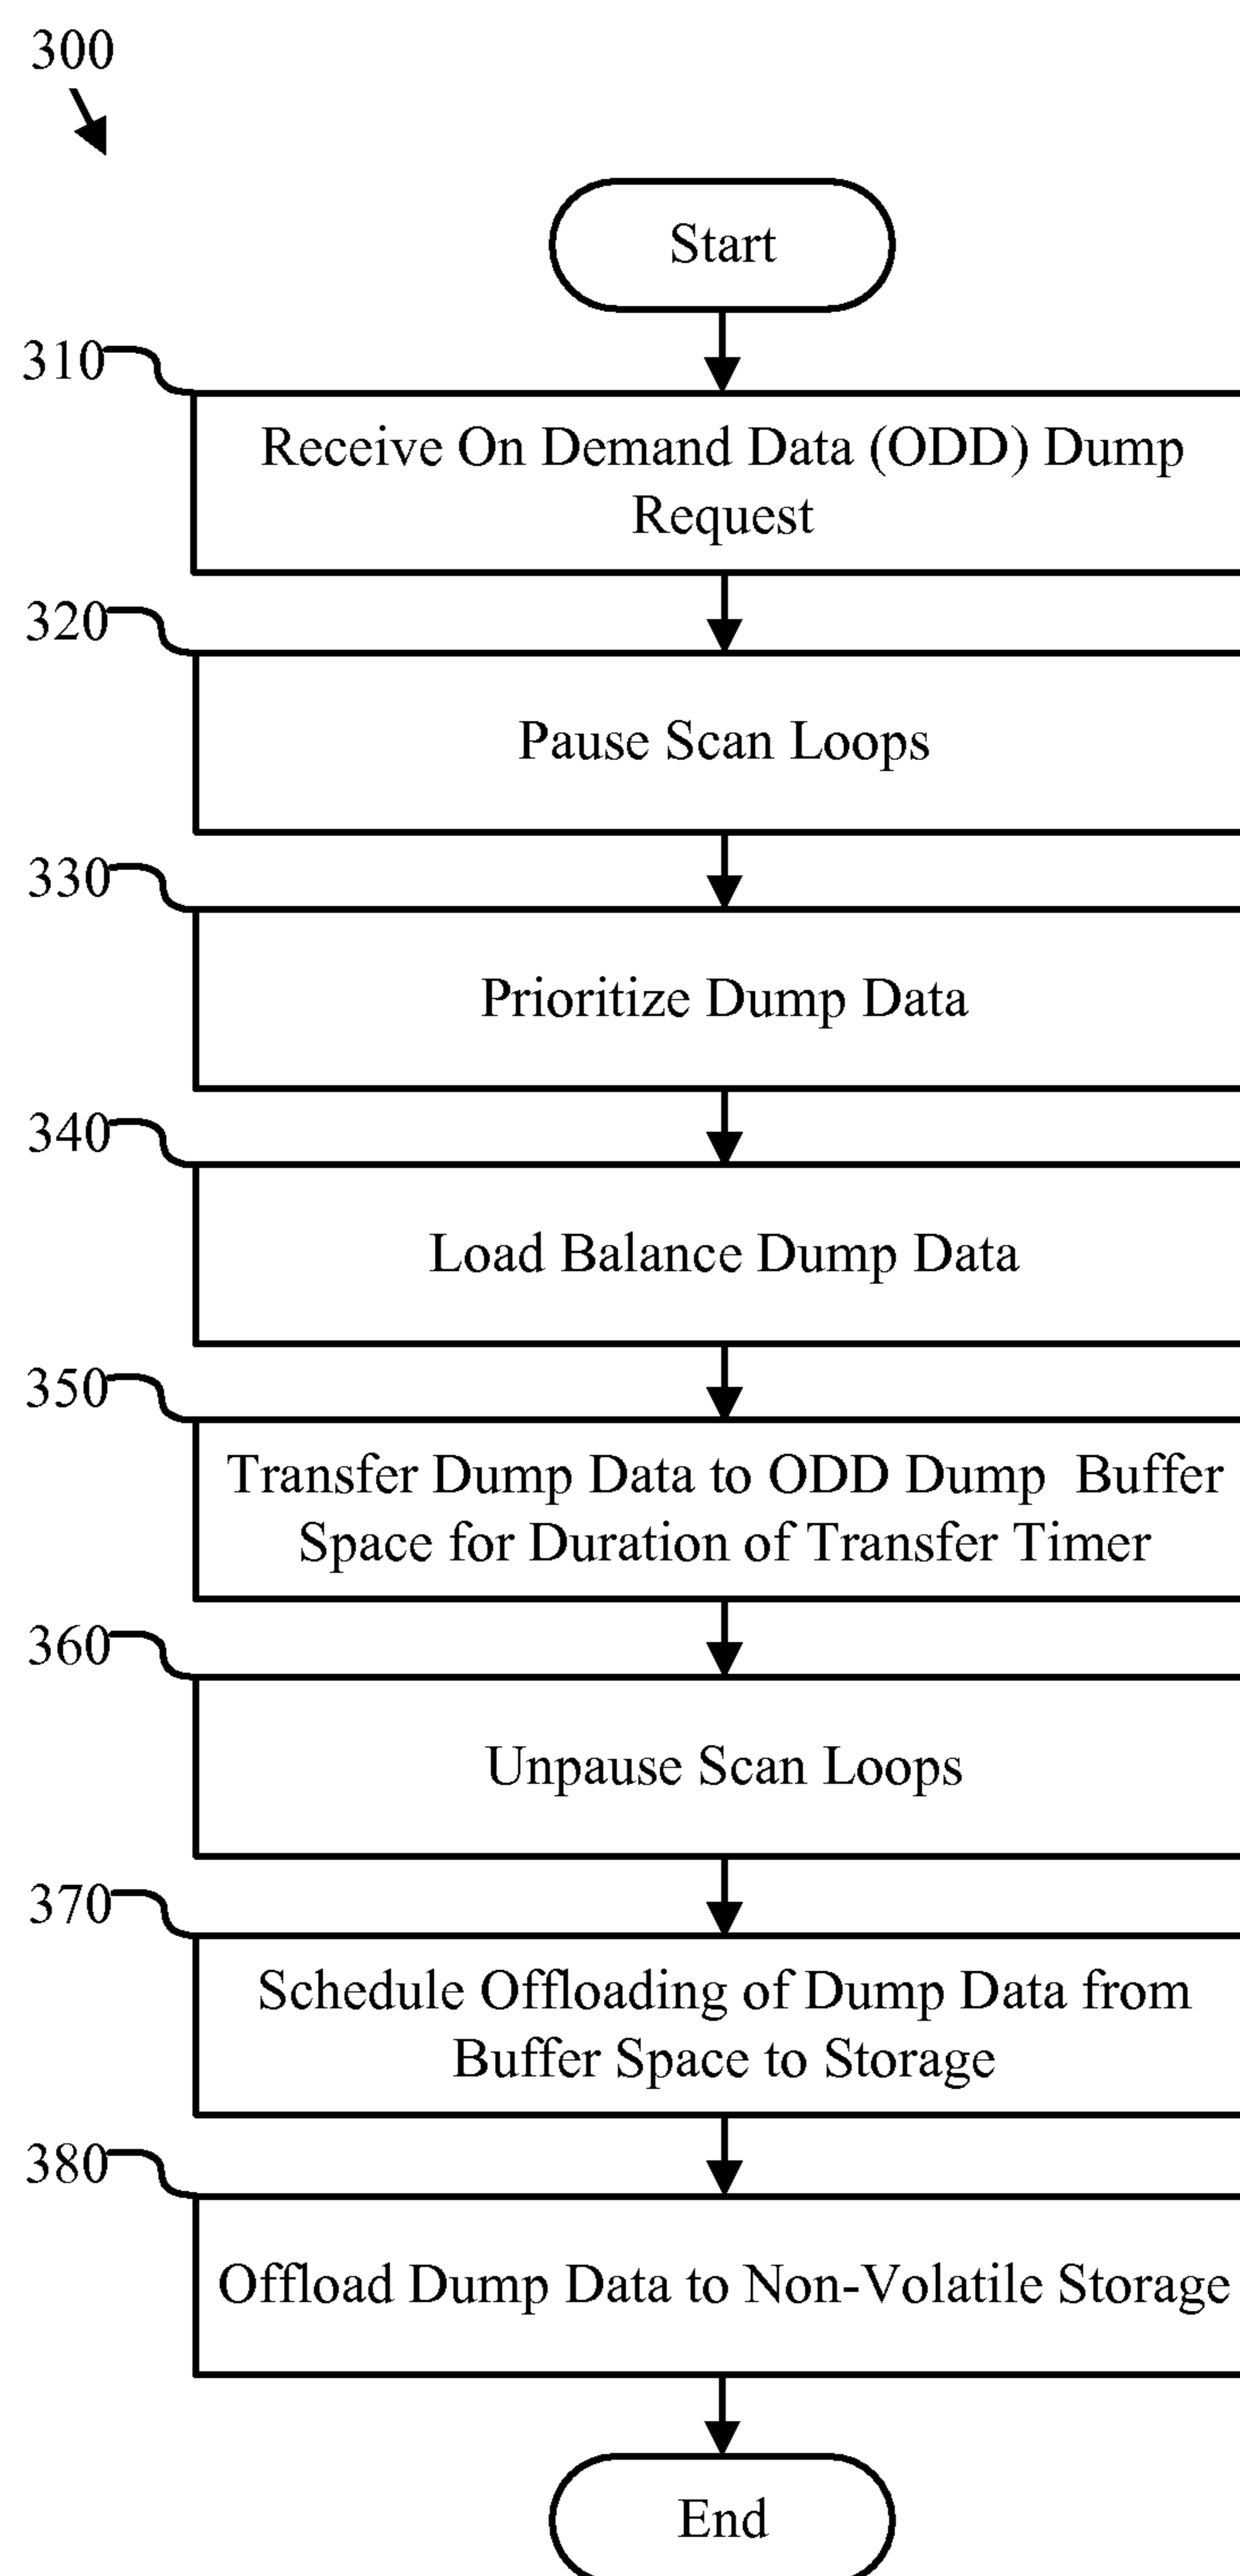 300
Start
310
Receive On Demand Data (ODD) Dump
Request
320
Pause Scan Loops
330
Prioritize Dump Data
340
Load Balance Dump Data
350
Transfer Dump Data to ODD Dump Buffer
Space for Duration of Transfer Timer
360
Unpause Scan Loops
370
Schedule Offloading of Dump Data from
Buffer Space to Storage
380
Offload Dump Data to Non-Volatile Storage
End